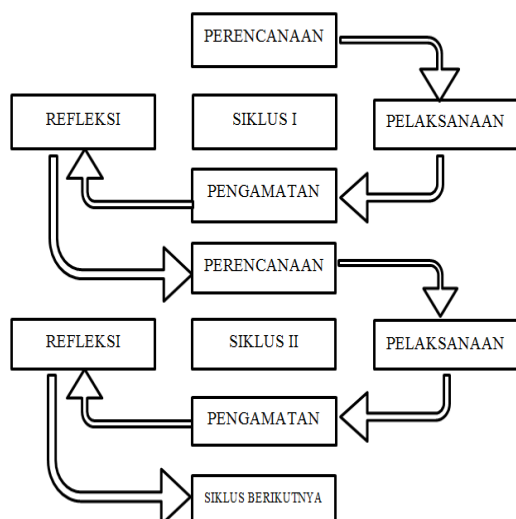 PERENCANAAN
REFLEKSI
SIKLUS I
PELAKSANAAN
PENGAMATAN
PERENCANAAN
REFLEKSI
SIKLUS II
PELAKSANAAN
PENGAMATAN
SIKLUS BERIKUTNYA